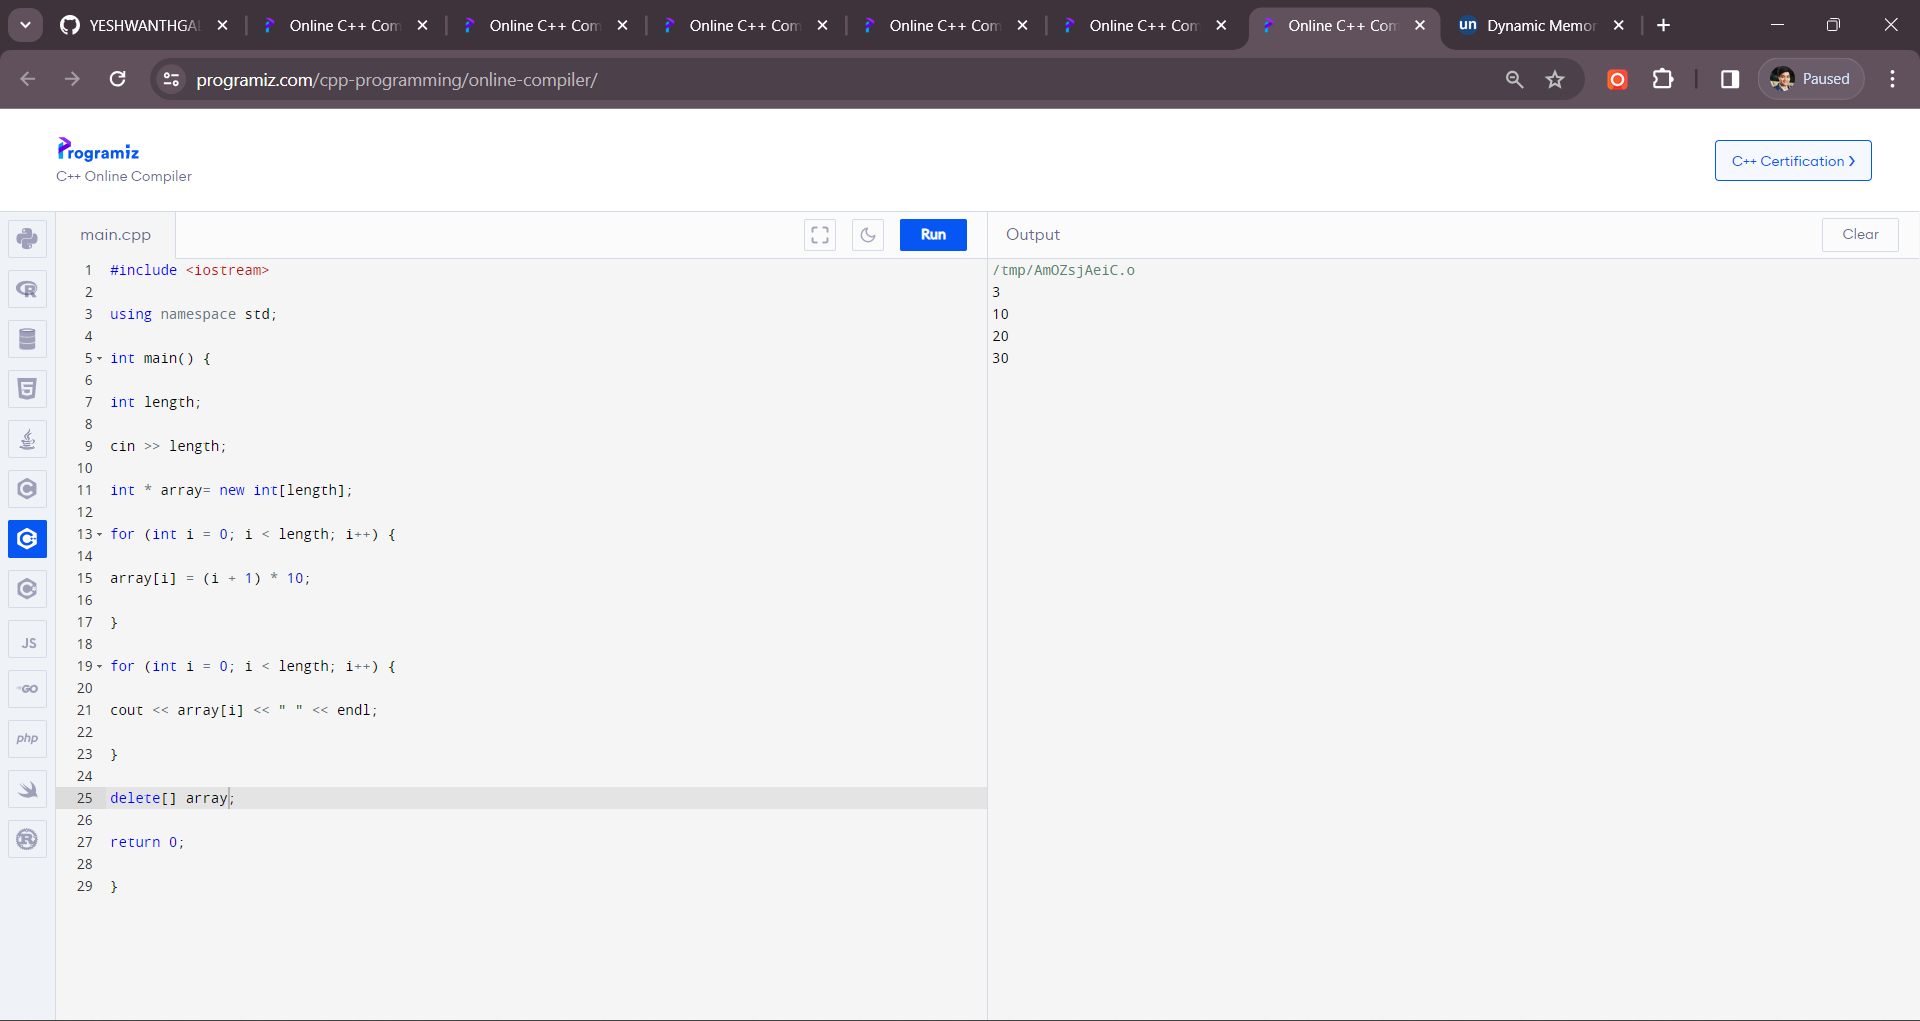 YESHWANTHGA
Online C++ Com
Online C++ Com
Online C++ Com
Online C++ Com
Online C++ Com
Online C++ Com
un Dynamic Memor
programiz.com/cpp-programming/online-compiler/
Paused
Programiz
C++ Online Compiler
C++ Certification >
main.cpp
Run
Output
Clear
1 #include <iostream>
2
3 using namespace std;
4
5 int main() {
6
7 int length;
8
9 cin >> length;
10
11 int * array= new int[length];
12
13 for (int i = 0; i < length; i++) {
14
15 array[i] = (i + 1) * 10;
16
17 }
18
19 for (int i = 0; i < length; i++) {
20
21 cout << array[i] << " " << endl;
22
23 }
24
25 delete[] array;
26
27 return 0;
28
29 }
/tmp/AmOZsjAeiC.o
3
10
20
30
R
5
C
C
C
JS
GO
php
R